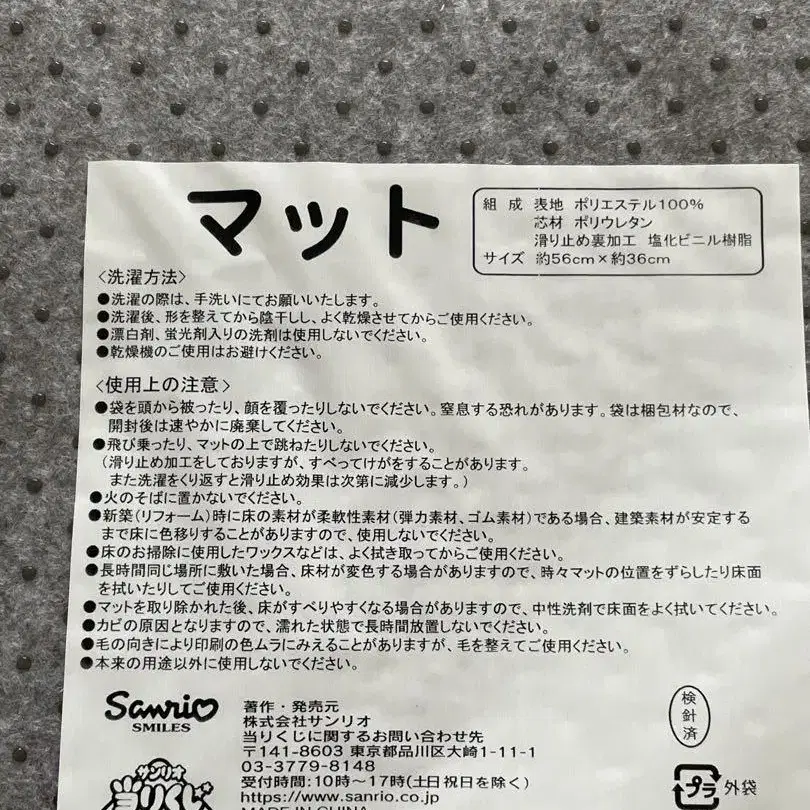 マット
組 成 表地 ポリエステル100%
芯材 ポリウレタン
滑り止め裏加工 塩化ビニル樹脂
サイズ 約56cm×約36cm
〈洗濯方法〉
●洗濯の際は、手洗いにてお願いいたします。
●洗濯後、形を整えてから陰干しし、よく乾燥させてからご使用ください。
●漂白剤、蛍光剤入りの洗剤は使用しないでください。
●乾燥機のご使用はお避けください。
〈使用上の注意〉
●袋を頭から被ったり、顔を覆ったりしないでください。窒息する恐れがあります。袋は梱包材なので、
開封後は速やかに廃棄してください。
●飛び乗ったり、マットの上で跳ねたりしないでください。
(滑り止め加工をしておりますが、すべってけがをすることがあります。
また洗濯をくり返すと滑り止め効果は次第に減少します。)
●火のそばに置かないでください。
●新築(リフォーム)時に床の素材が柔軟性素材(弾力素材、ゴム素材)である場合、建築素材が安定する
まで床に色移りすることがありますので、使用しないでください。
●床のお掃除に使用したワックスなどは、よく拭き取ってからご使用ください。
●長時間同じ場所に敷いた場合、床材が変色する場合がありますので、時々マットの位置をずらしたり床面
を拭いたりしてご使用ください。
●マットを取り除かれた後、床がすべりやすくなる場合がありますので、中性洗剤で床面をよく拭いてください。
●カビの原因となりますので、濡れた状態で長時間放置しないでください。
●毛の向きにより印刷の色ムラにみえることがありますが、毛を整えてご使用ください。
●本来の用途以外に使用しないでください。
Sanrio
SMILES
サンリオ
当りくじ
著作・発売元
株式会社サンリオ
当りくじに関するお問い合わせ先
〒141-8603 東京都品川区大崎1-11-1
03-3779-8148
受付時間:10時〜17時(土日祝日を除く)
https://www.sanrio.co.jp
MADE IN CHINA
検針済
プラ 外袋